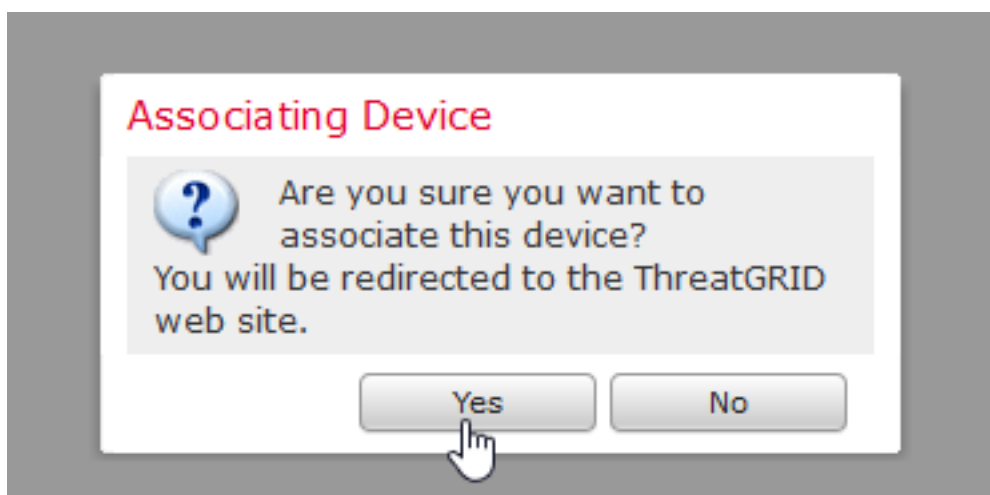 Associating Device
Are you sure you want to
associate this device?
You will be redirected to the ThreatGRID
web site.
Yes
No